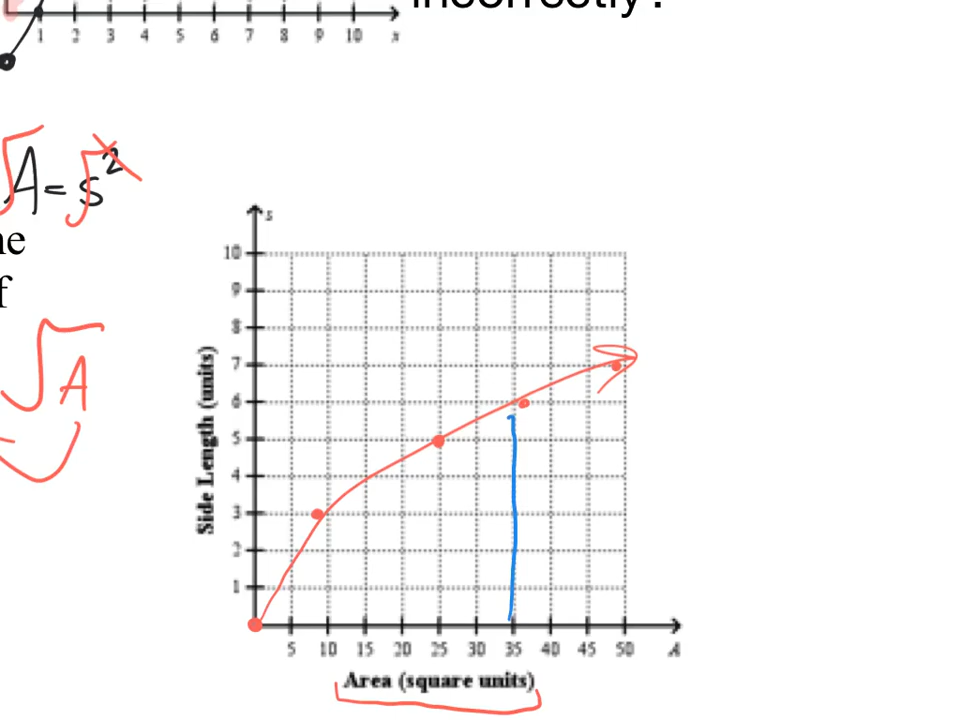 incorrectly?
1 2 3 4 5 6 7 8 9 10 x
√A = √s²
s
10
9
8
7
6
5
4
3
2
1
Side Length (units)
√A
5 10 15 20 25 30 35 40 45 50 A
Area (square units)